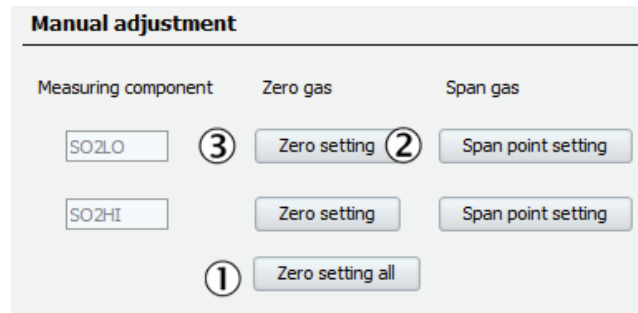 Manual adjustment
Measuring component Zero gas Span gas
SO2LO ③ Zero setting ② Span point setting
SO2HI Zero setting Span point setting
① Zero setting all